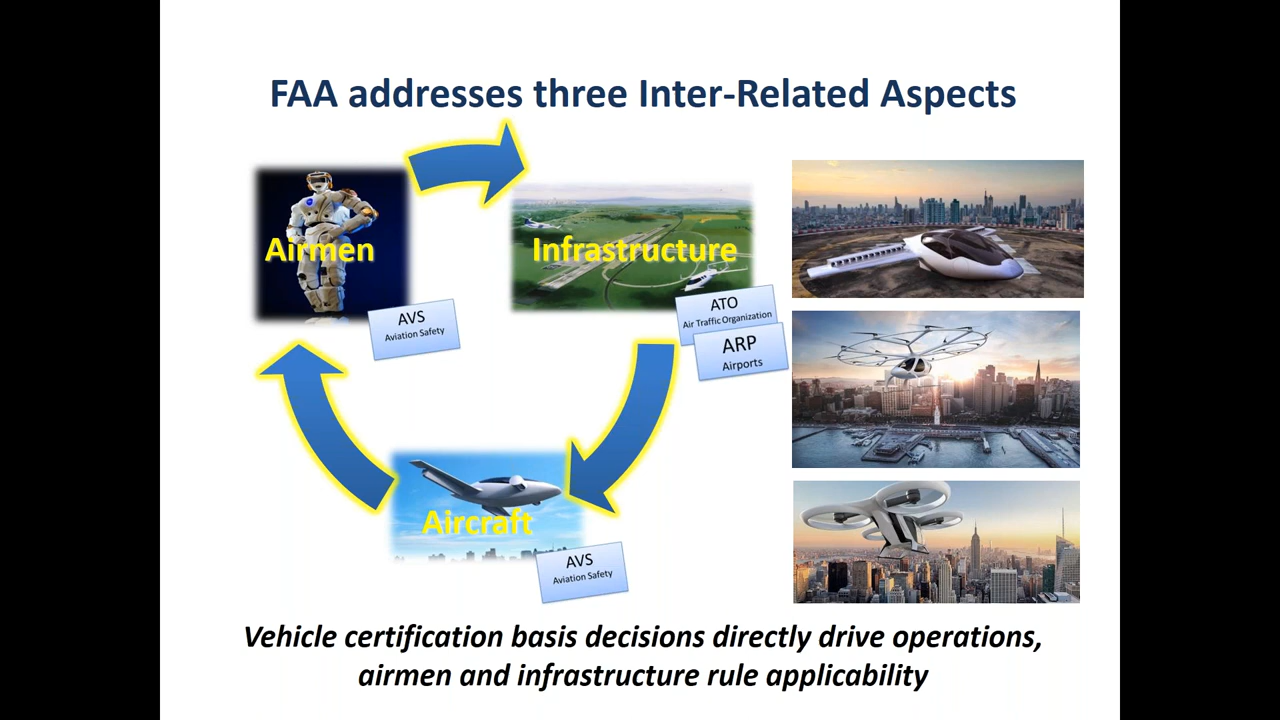 FAA addresses three Inter-Related Aspects
Airmen
Infrastructure
AVS
Aviation Safety
ATO
Air Traffic Organization
ARP
Airports
Aircraft
AVS
Aviation Safety
Vehicle certification basis decisions directly drive operations,
airmen and infrastructure rule applicability